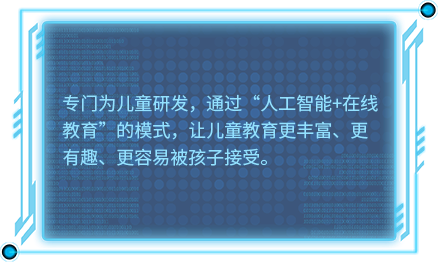 专门为儿童研发，通过“人工智能+在线
教育”的模式，让儿童教育更丰富、更
有趣、更容易被孩子接受。